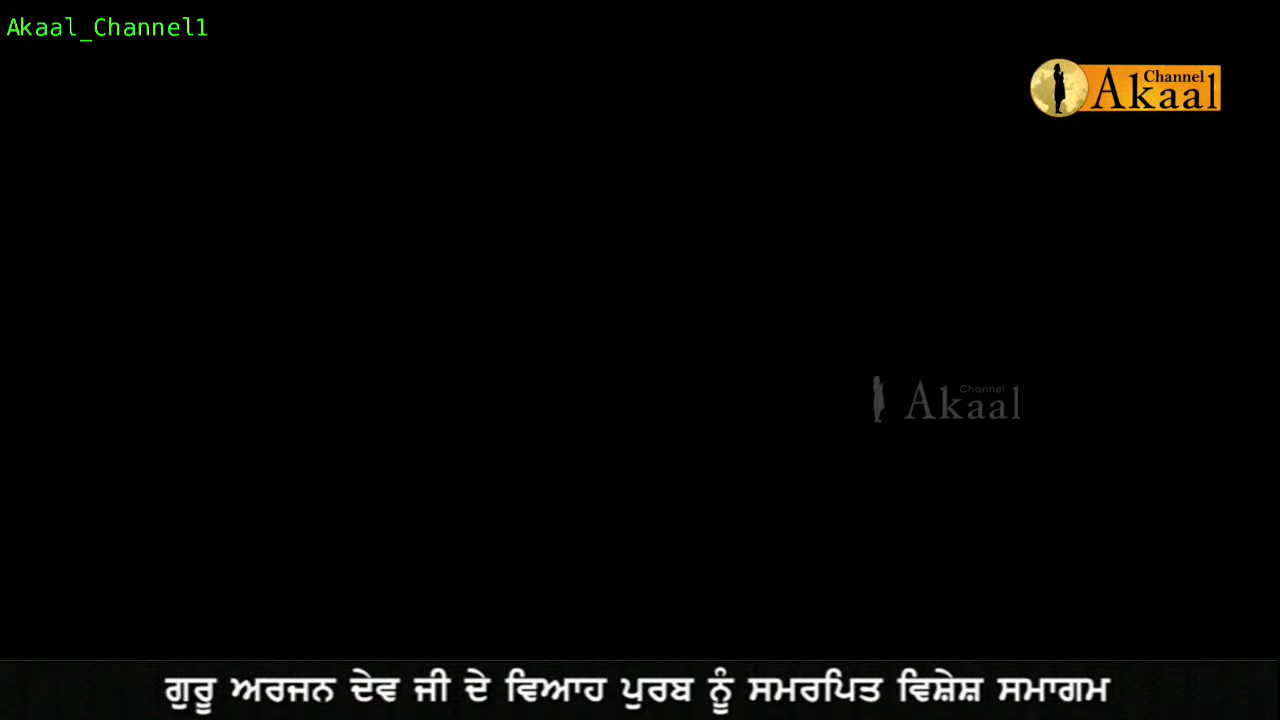 Akaal_Channel1
Channel
Akaal
Channel
Akaal
ਗੁਰੂ ਅਰਜਨ ਦੇਵ ਜੀ ਦੇ ਵਿਆਹ ਪੁਰਬ ਨੂੰ ਸਮਰਪਿਤ ਵਿਸ਼ੇਸ਼ ਸਮਾਗਮ